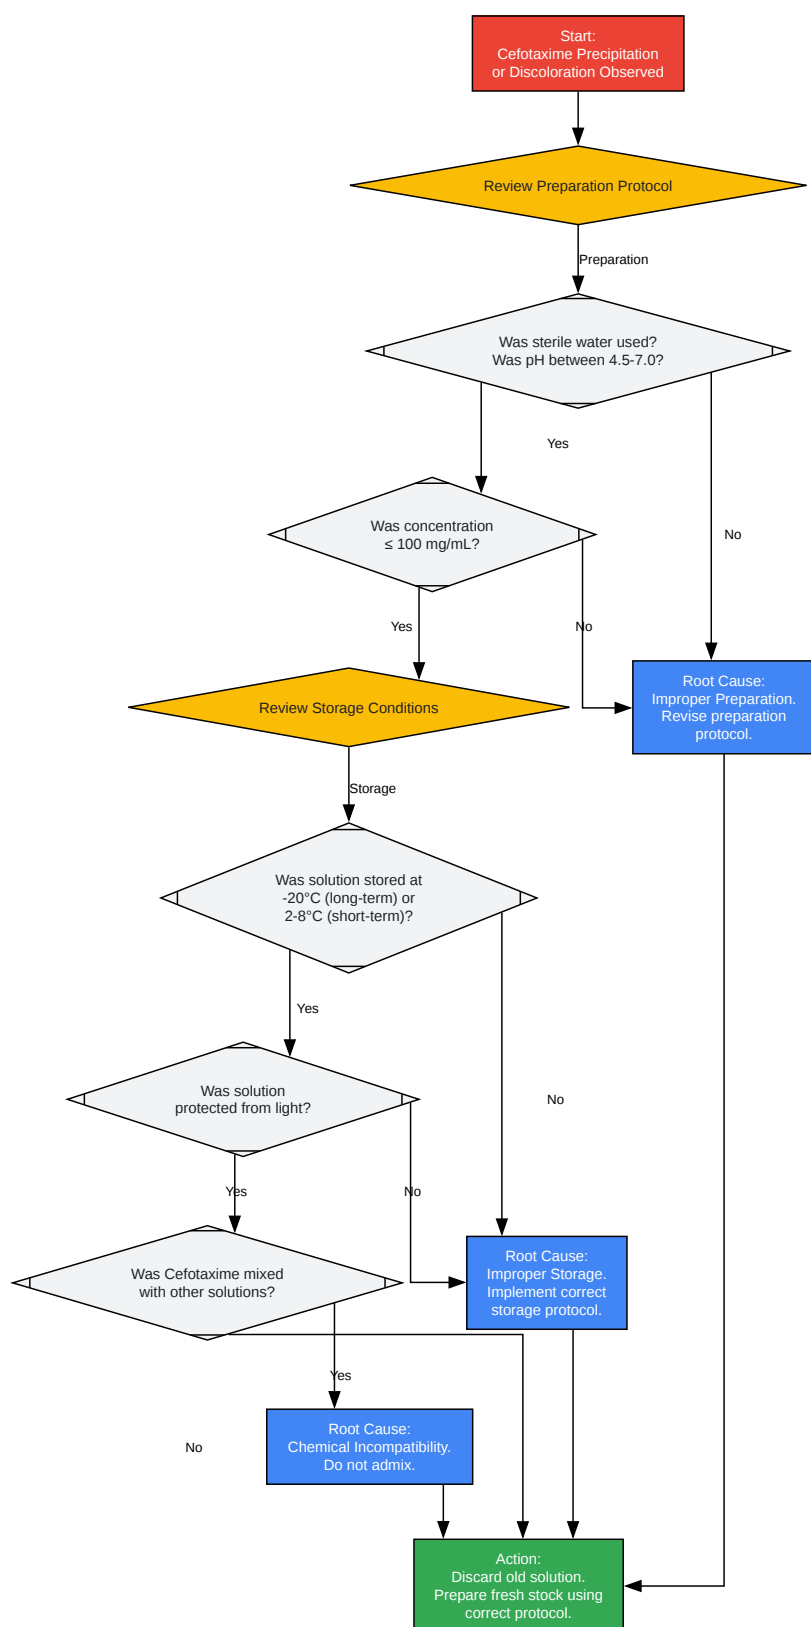 Start:
Cefotaxime Precipitation
or Discoloration Observed
Review Preparation Protocol
Preparation
Was sterile water used?
Was pH between 4.5-7.0?
Yes
No
Was concentration
≤ 100 mg/mL?
Yes
No
Root Cause:
Improper Preparation.
Revise preparation
protocol.
Review Storage Conditions
Storage
Was solution stored at
-20°C (long-term) or
2-8°C (short-term)?
Yes
No
Was solution
protected from light?
Yes
No
Was Cefotaxime mixed
with other solutions?
Root Cause:
Improper Storage.
Implement correct
storage protocol.
Yes
No
Root Cause:
Chemical Incompatibility.
Do not admix.
Action:
Discard old solution.
Prepare fresh stock using
correct protocol.